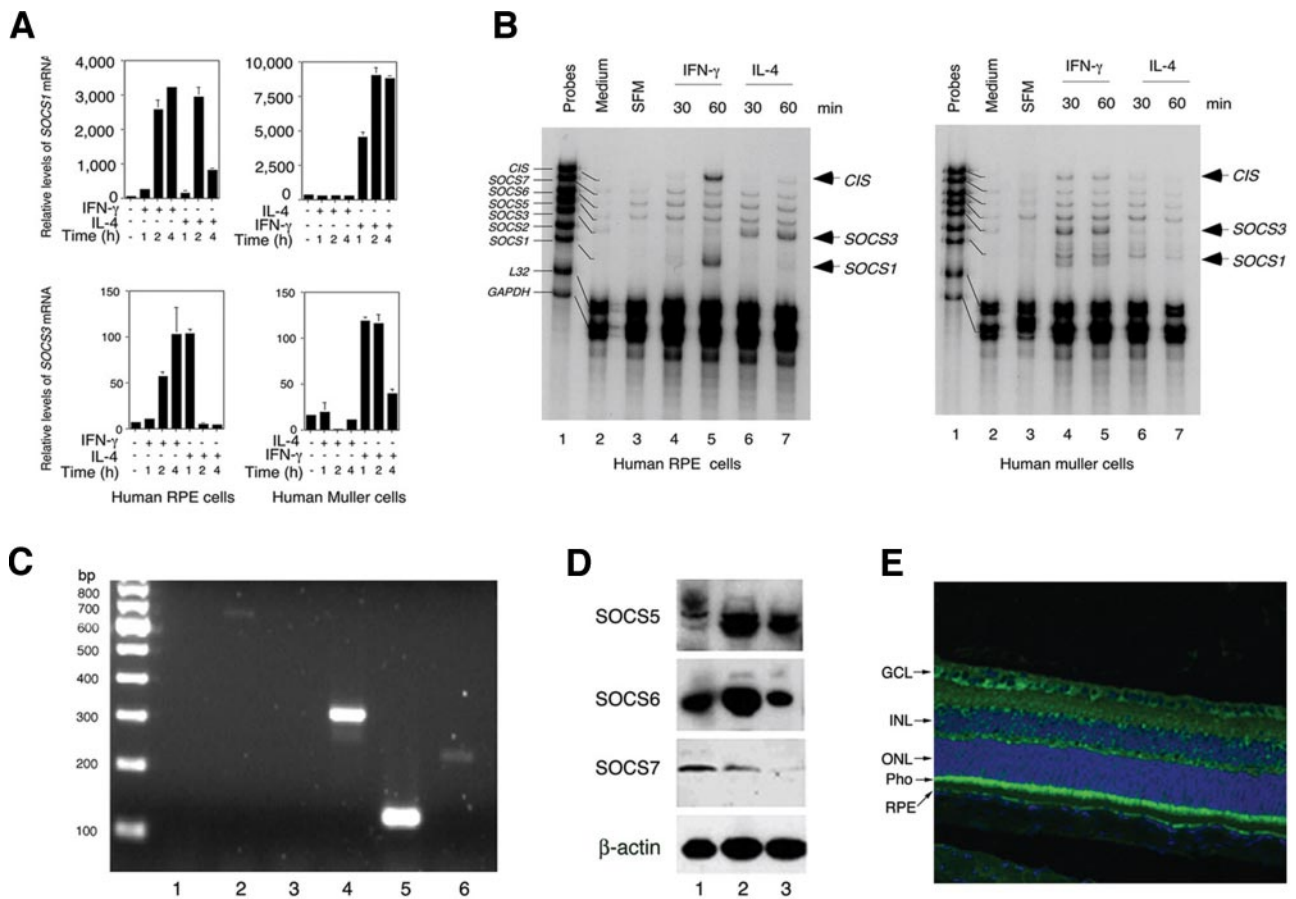 A
Relative levels of SOCS1 mRNA
4,000
3,000
2,000
1,000
0
IFN-γ - + + + - - -
IL-4 - - - - + + +
Time (h) - 1 2 4 1 2 4
10,000
7,500
5,000
2,500
0
IL-4 - + + + - - -
IFN-γ - - - - + + +
Time (h) - 1 2 4 1 2 4
Relative levels of SOCS3 mRNA
150
100
50
0
IFN-γ - + + + - - -
IL-4 - - - - + + +
Time (h) - 1 2 4 1 2 4
Human RPE cells
150
100
50
0
IL-4 - + + + - - -
IFN-γ - - - - + + +
Time (h) - 1 2 4 1 2 4
Human Muller cells
B
Probes
Medium
SFM
IFN-γ IL-4
30 60 30 60 min
CIS
SOCS7
SOCS6
SOCS5
SOCS3
SOCS2
SOCS1
L32
GAPDH
CIS
SOCS3
SOCS1
1 2 3 4 5 6 7
Human RPE cells
Probes
Medium
SFM
IFN-γ IL-4
30 60 30 60 min
CIS
SOCS3
SOCS1
1 2 3 4 5 6 7
Human muller cells
C
bp
800
700
600
500
400
300
200
100
1 2 3 4 5 6
D
SOCS5
SOCS6
SOCS7
β-actin
1 2 3
E
GCL
INL
ONL
Pho
RPE